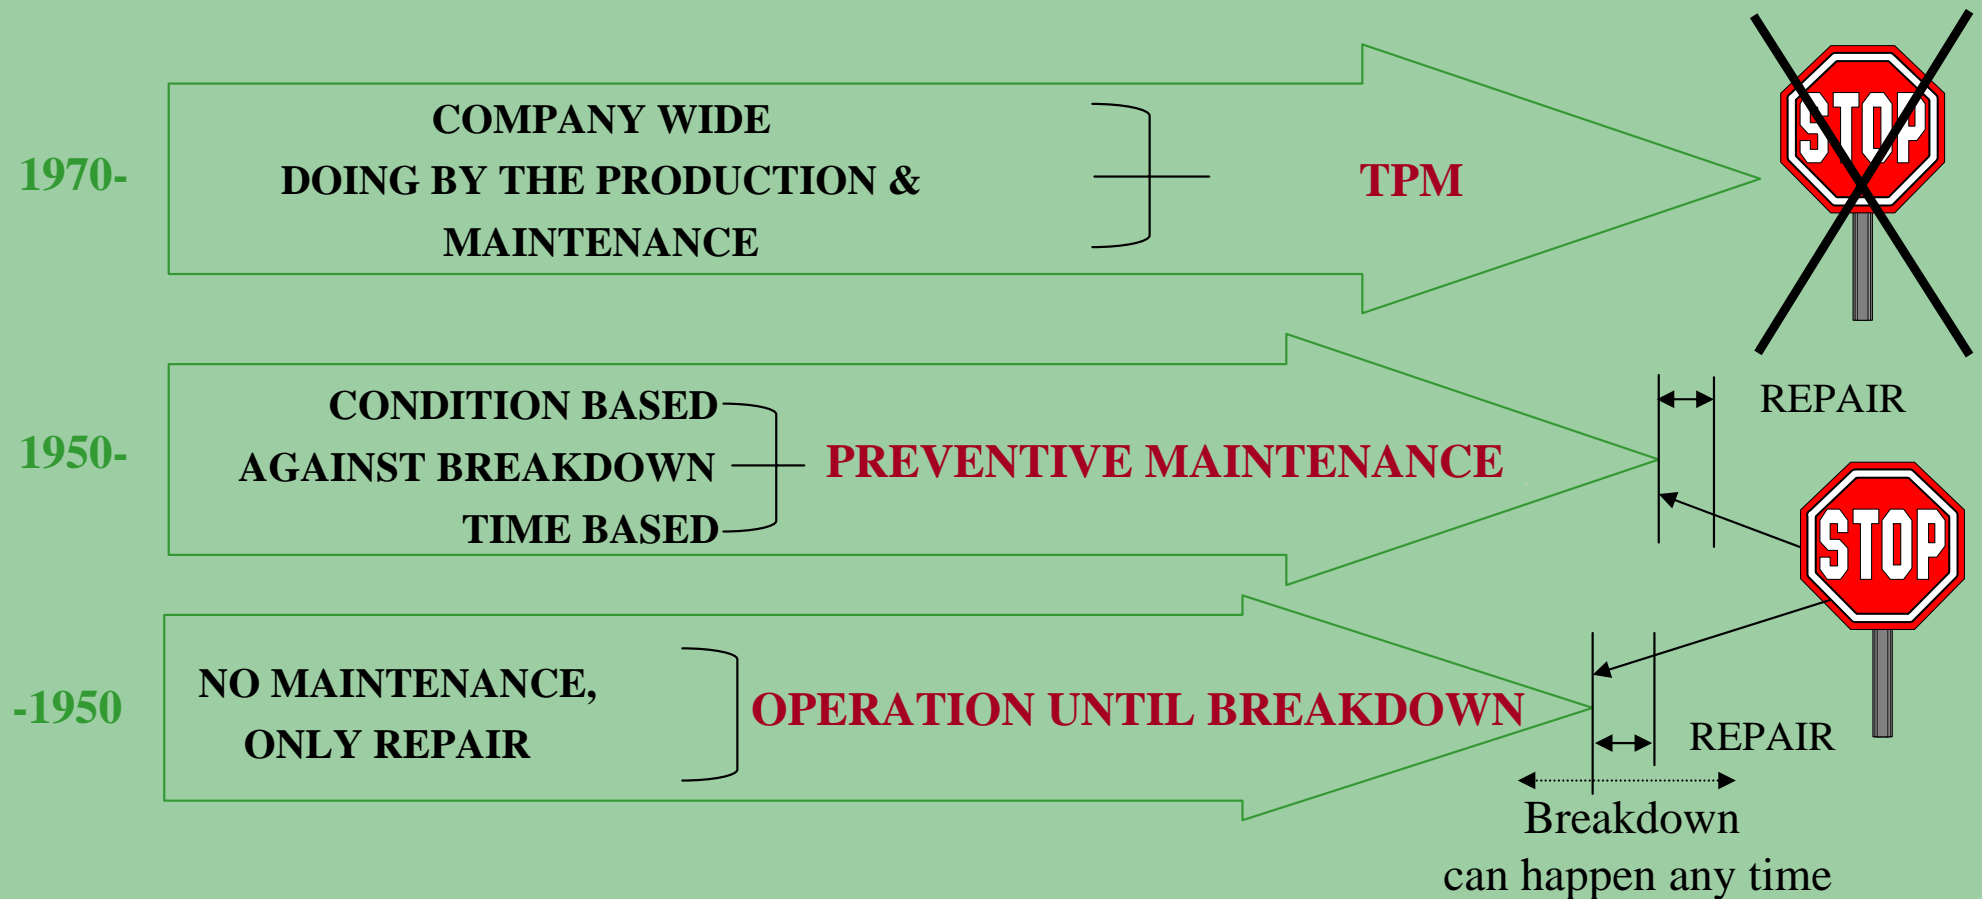 1970-
COMPANY WIDE
DOING BY THE PRODUCTION &
MAINTENANCE
TPM
STOP
1950-
CONDITION BASED
AGAINST BREAKDOWN
TIME BASED
PREVENTIVE MAINTENANCE
REPAIR
STOP
-1950
NO MAINTENANCE,
ONLY REPAIR
OPERATION UNTIL BREAKDOWN
REPAIR
Breakdown
can happen any time